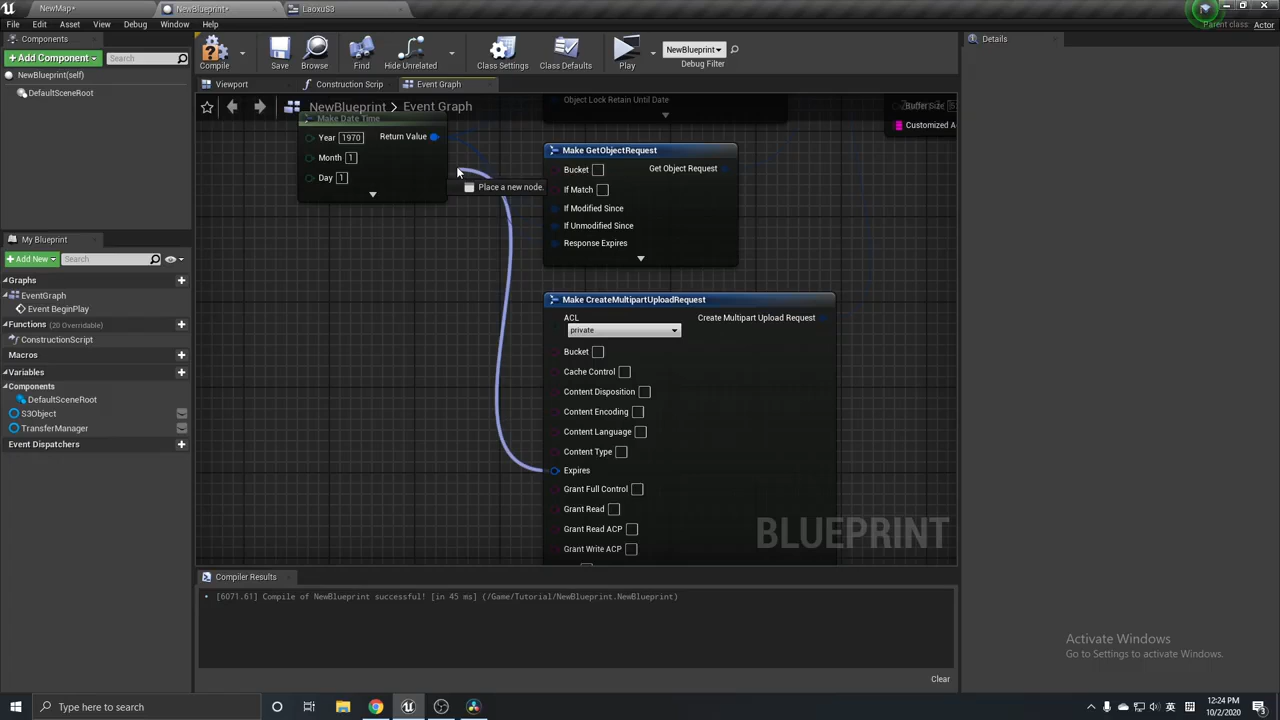 NewMap*
NewBlueprint*
LaoxuS3
File Edit Asset View Debug Window Help
Parent class: Actor
Components
+ Add Component
Search
NewBlueprint(self)
DefaultSceneRoot
Compile
Save
Browse
Find
Hide Unrelated
Class Settings
Class Defaults
Play
NewBlueprint
Debug Filter
Details
Viewport
Construction Scrip
Event Graph
NewBlueprint > Event Graph
Object Lock Retain Until Date
Buffer Size
Customized A
Make Date Time
Year 1970
Return Value
Month 1
Day 1
Place a new node.
Make GetObjectRequest
Bucket
Get Object Request
If Match
If Modified Since
If Unmodified Since
Response Expires
Make CreateMultipartUploadRequest
ACL
private
Create Multipart Upload Request
Bucket
Cache Control
Content Disposition
Content Encoding
Content Language
Content Type
Expires
Grant Full Control
Grant Read
Grant Read ACP
Grant Write ACP
BLUEPRINT
My Blueprint
+ Add New
Search
Graphs
EventGraph
Event BeginPlay
Functions (20 Overridable)
ConstructionScript
Macros
Variables
Components
DefaultSceneRoot
S3Object
TransferManager
Event Dispatchers
Compiler Results
[6071.61] Compile of NewBlueprint successful! [in 45 ms] (/Game/Tutorial/NewBlueprint.NewBlueprint)
Clear
Activate Windows
Go to Settings to activate Windows.
Type here to search
12:24 PM
10/2/2020